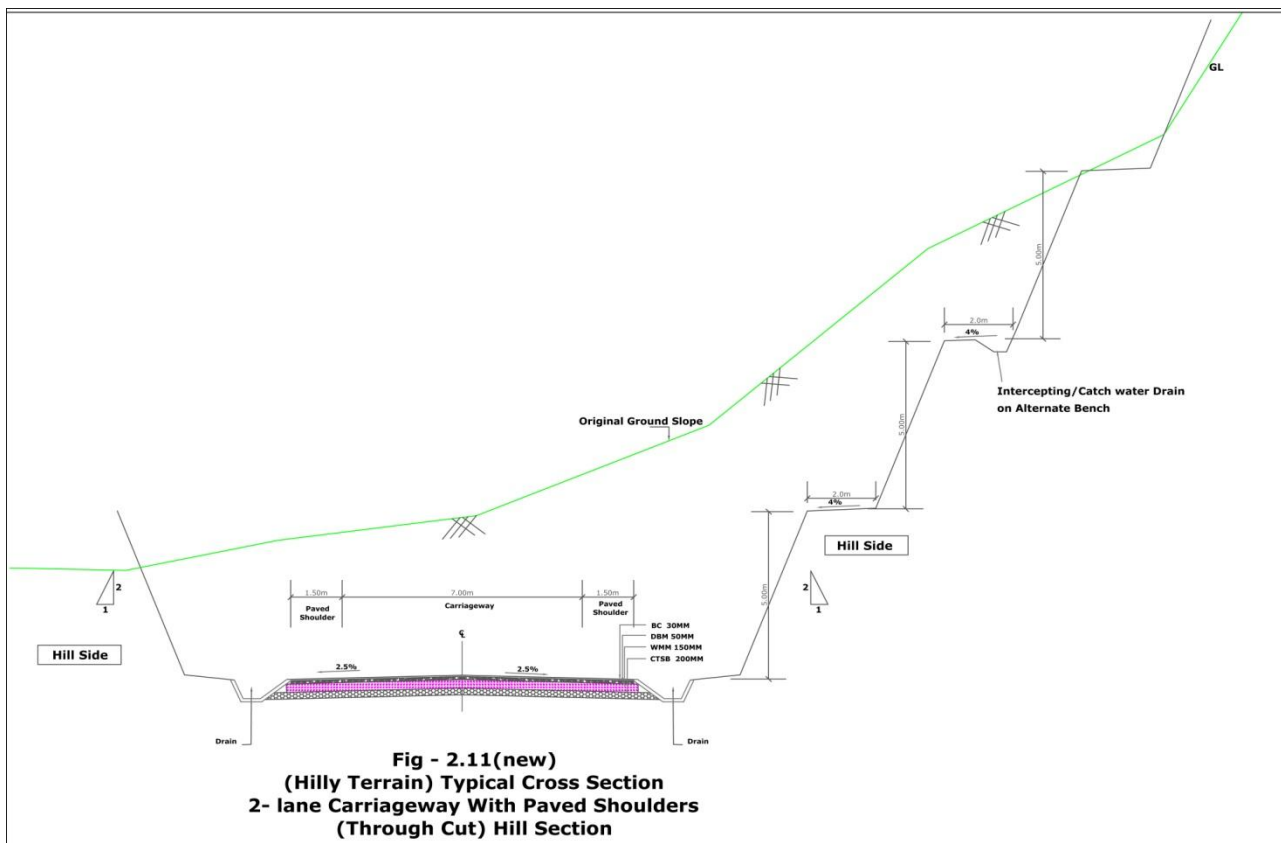 GL
5.00m
2.0m
4%
Intercepting/Catch water Drain
on Alternate Bench
5.00m
Original Ground Slope
2.0m
4%
Hill Side
2
1
2
1
5.00m
1.50m
7.00m
1.50m
Paved
Shoulder
Carriageway
Paved
Shoulder
BC 30MM
DBM 50MM
WMM 150MM
CTSB 200MM
℄
Hill Side
2.5%
2.5%
Drain
Drain
Fig - 2.11(new)
(Hilly Terrain) Typical Cross Section
2- lane Carriageway With Paved Shoulders
(Through Cut) Hill Section